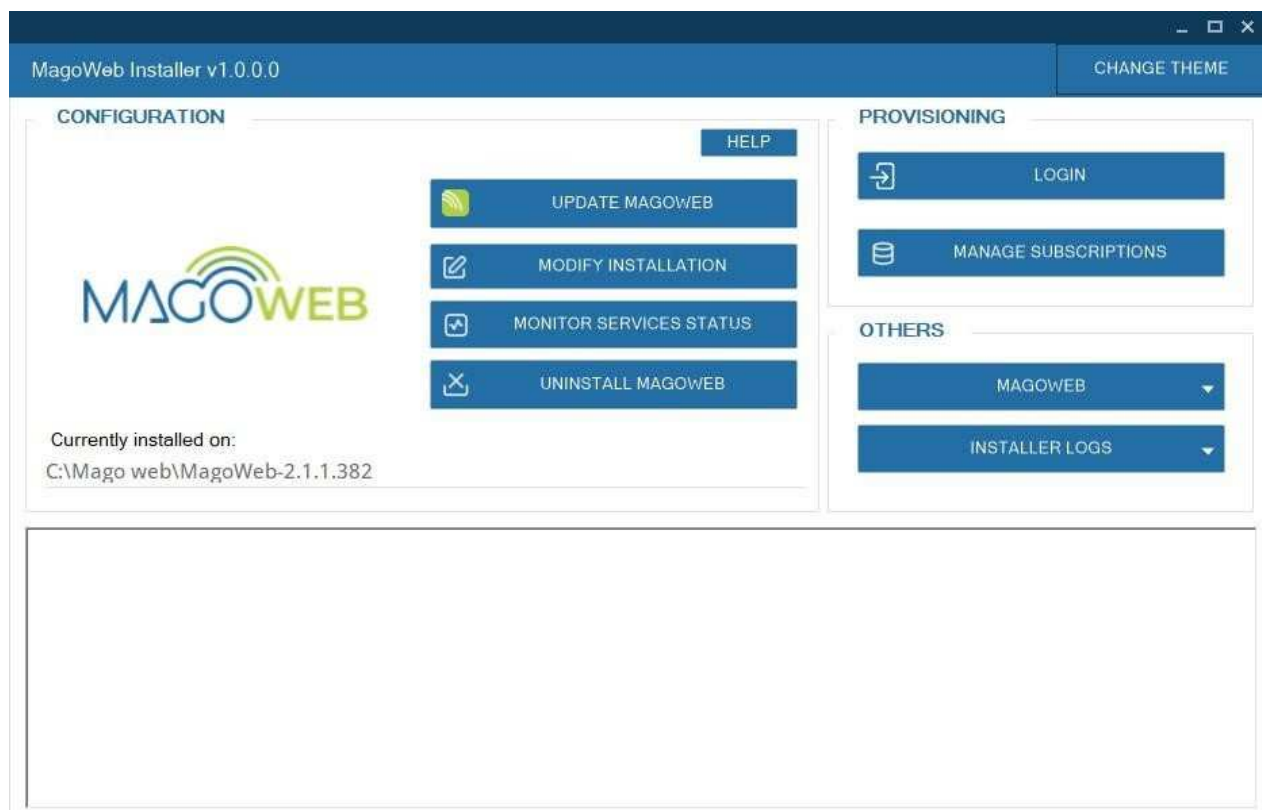 MagoWeb Installer v1.0.0.0
CHANGE THEME
CONFIGURATION
HELP
UPDATE MAGOWEB
MODIFY INSTALLATION
MONITOR SERVICES STATUS
UNINSTALL MAGOWEB
MAGOWEB
Currently installed on:
C:\Mago web\MagoWeb-2.1.1.382
PROVISIONING
LOGIN
MANAGE SUBSCRIPTIONS
OTHERS
MAGOWEB
INSTALLER LOGS